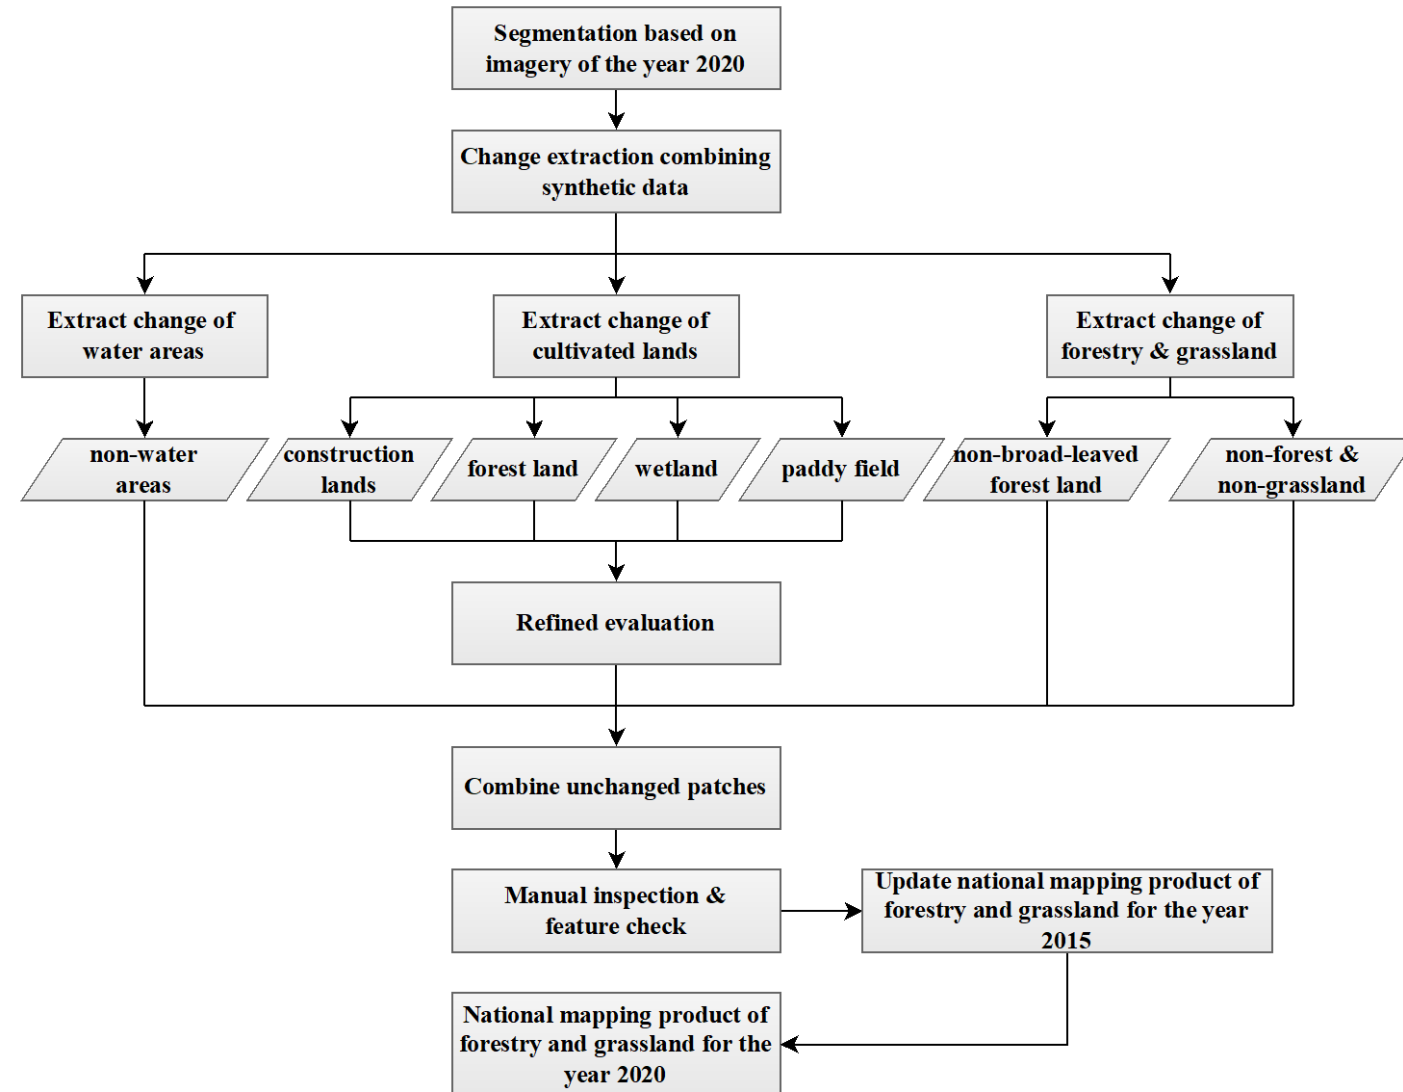 Segmentation based on
imagery of the year 2020
Change extraction combining
synthetic data
Extract change of
water areas
Extract change of
cultivated lands
Extract change of
forestry & grassland
non-water
areas
construction
lands
forest land
wetland
paddy field
non-broad-leaved
forest land
non-forest &
non-grassland
Refined evaluation
Combine unchanged patches
Manual inspection &
feature check
Update national mapping product of
forestry and grassland for the year
2015
National mapping product of
forestry and grassland for the
year 2020